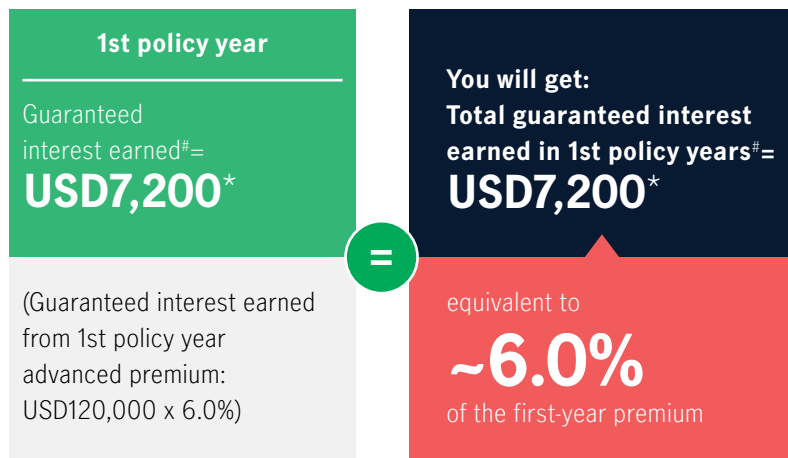 1st policy year
Guaranteed
interest earned#=
USD7,200*
(Guaranteed interest earned
from 1st policy year
advanced premium:
USD120,000 x 6.0%)
=
You will get:
Total guaranteed interest
earned in 1st policy years#=
USD7,200*
equivalent to
~6.0%
of the first-year premium